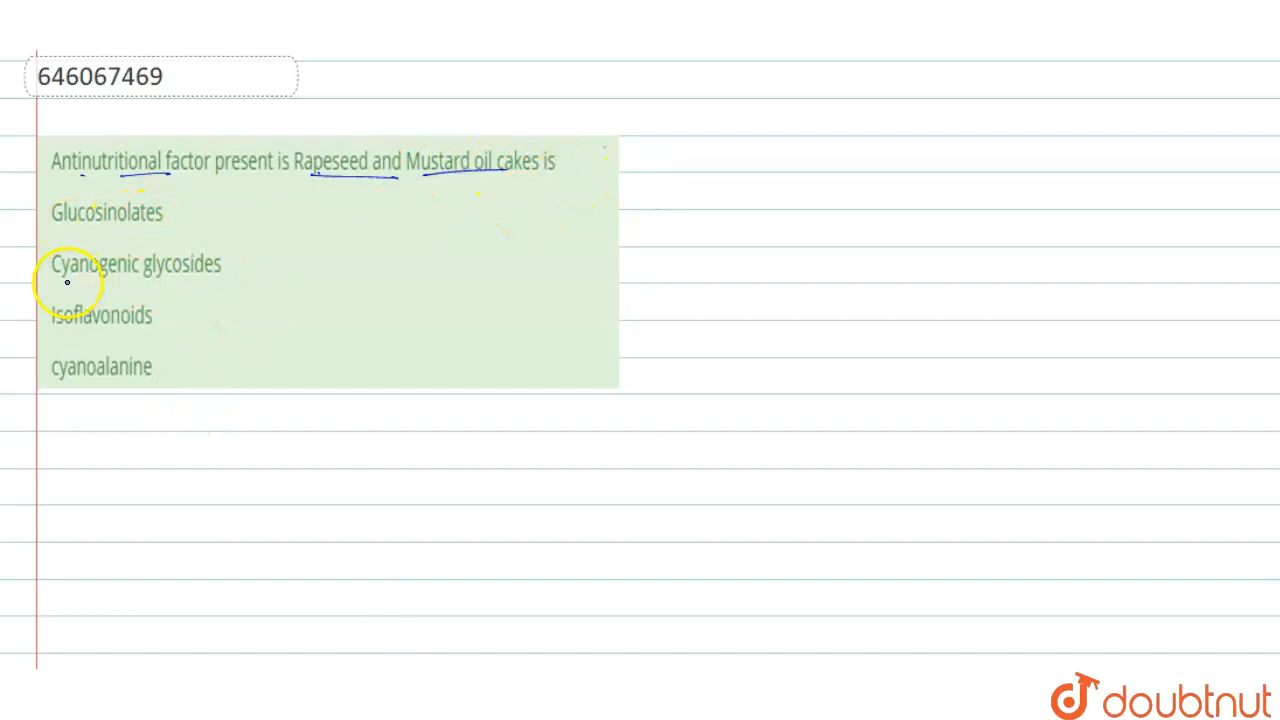 646067469
Antinutritional factor present is Rapeseed and Mustard oil cakes is
Glucosinolates
Cyanogenic glycosides
Isoflavonoids
cyanoalanine
doubtnut